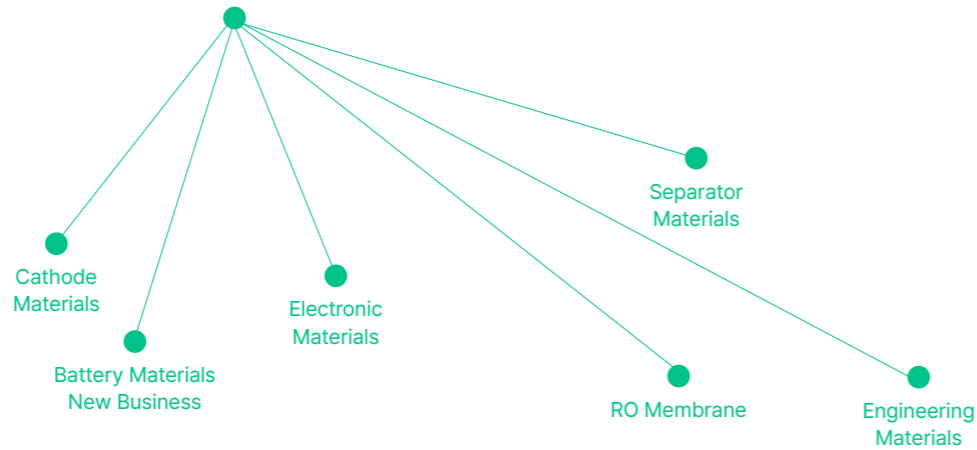 Separator
Materials
Cathode
Materials
Electronic
Materials
Battery Materials
New Business
RO Membrane
Engineering
Materials